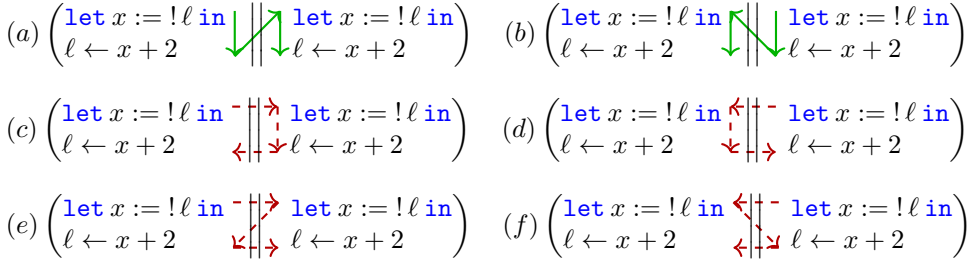 (a) ( let x := ! ℓ in || let x := ! ℓ in ) (b) ( let x := ! ℓ in || let x := ! ℓ in )
ℓ ← x + 2 ℓ ← x + 2 ℓ ← x + 2 ℓ ← x + 2
(c) ( let x := ! ℓ in || let x := ! ℓ in ) (d) ( let x := ! ℓ in || let x := ! ℓ in )
ℓ ← x + 2 ℓ ← x + 2 ℓ ← x + 2 ℓ ← x + 2
(e) ( let x := ! ℓ in || let x := ! ℓ in ) (f) ( let x := ! ℓ in || let x := ! ℓ in )
ℓ ← x + 2 ℓ ← x + 2 ℓ ← x + 2 ℓ ← x + 2